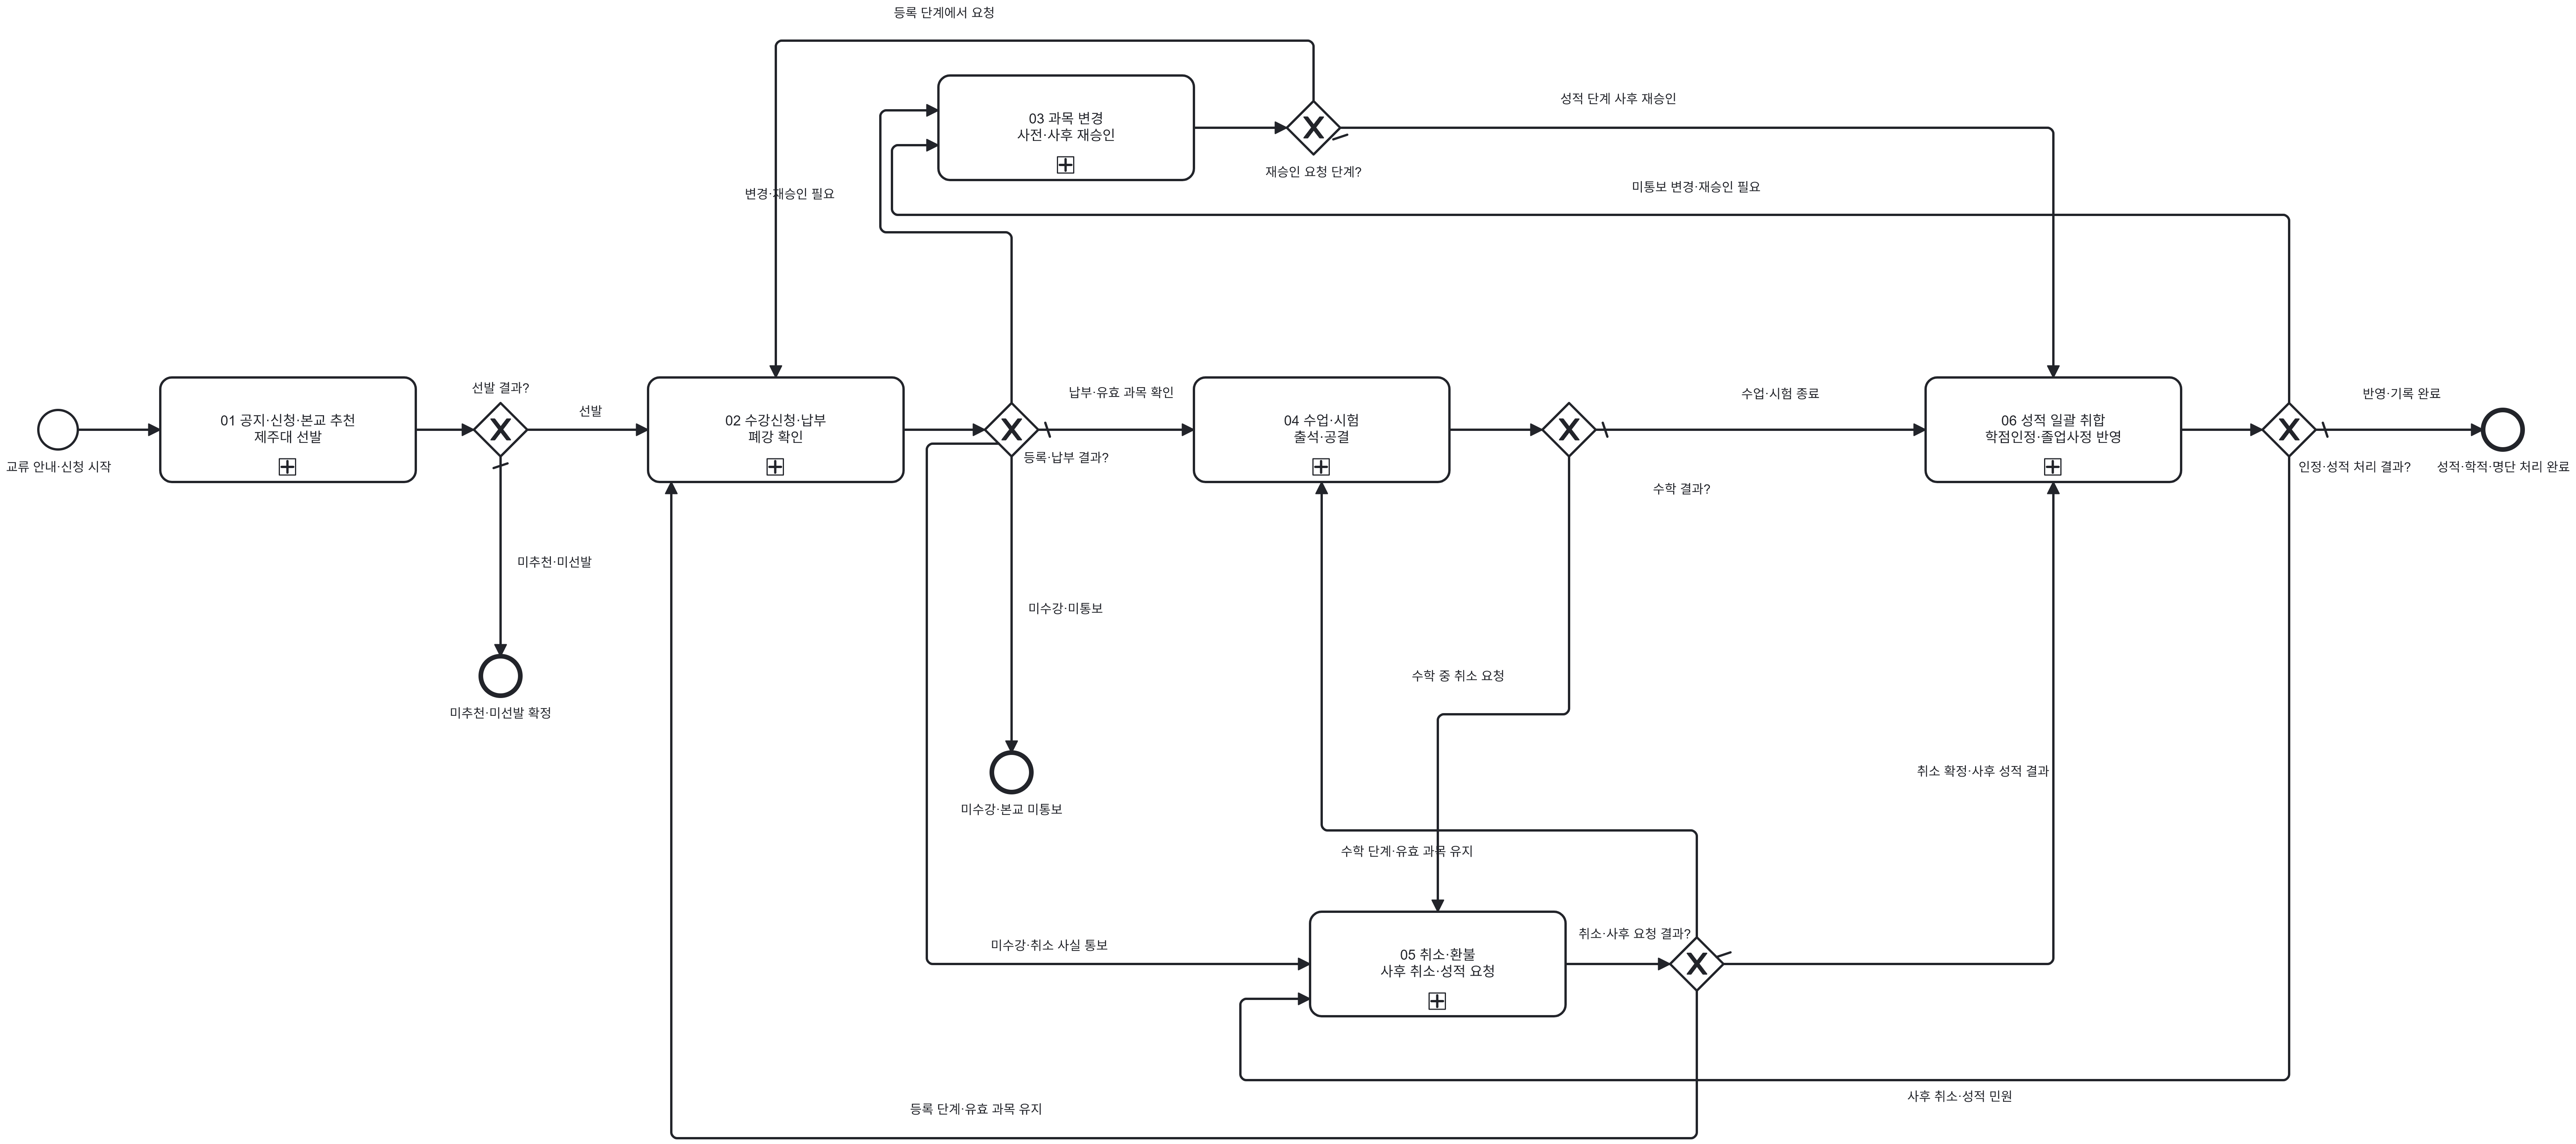 등록 단계에서 요청
성적 단계 사후 재승인
03 과목 변경
사전·사후 재승인
재승인 요청 단계?
변경·재승인 필요
미통보 변경·재승인 필요
교류 안내·신청 시작
01 공지·신청·본교 추천
제주대 선발
선발 결과?
선발
02 수강신청·납부
폐강 확인
등록·납부 결과?
납부·유효 과목 확인
04 수업·시험
출석·공결
수학 결과?
수업·시험 종료
06 성적 일괄 취합
학점인정·졸업사정 반영
인정·성적 처리 결과?
반영·기록 완료
성적·학적·명단 처리 완료
미추천·미선발
미추천·미선발 확정
미수강·미통보
미수강·본교 미통보
수학 중 취소 요청
취소 확정·사후 성적 결과
수학 단계·유효 과목 유지
미수강·취소 사실 통보
05 취소·환불
사후 취소·성적 요청
취소·사후 요청 결과?
사후 취소·성적 민원
등록 단계·유효 과목 유지